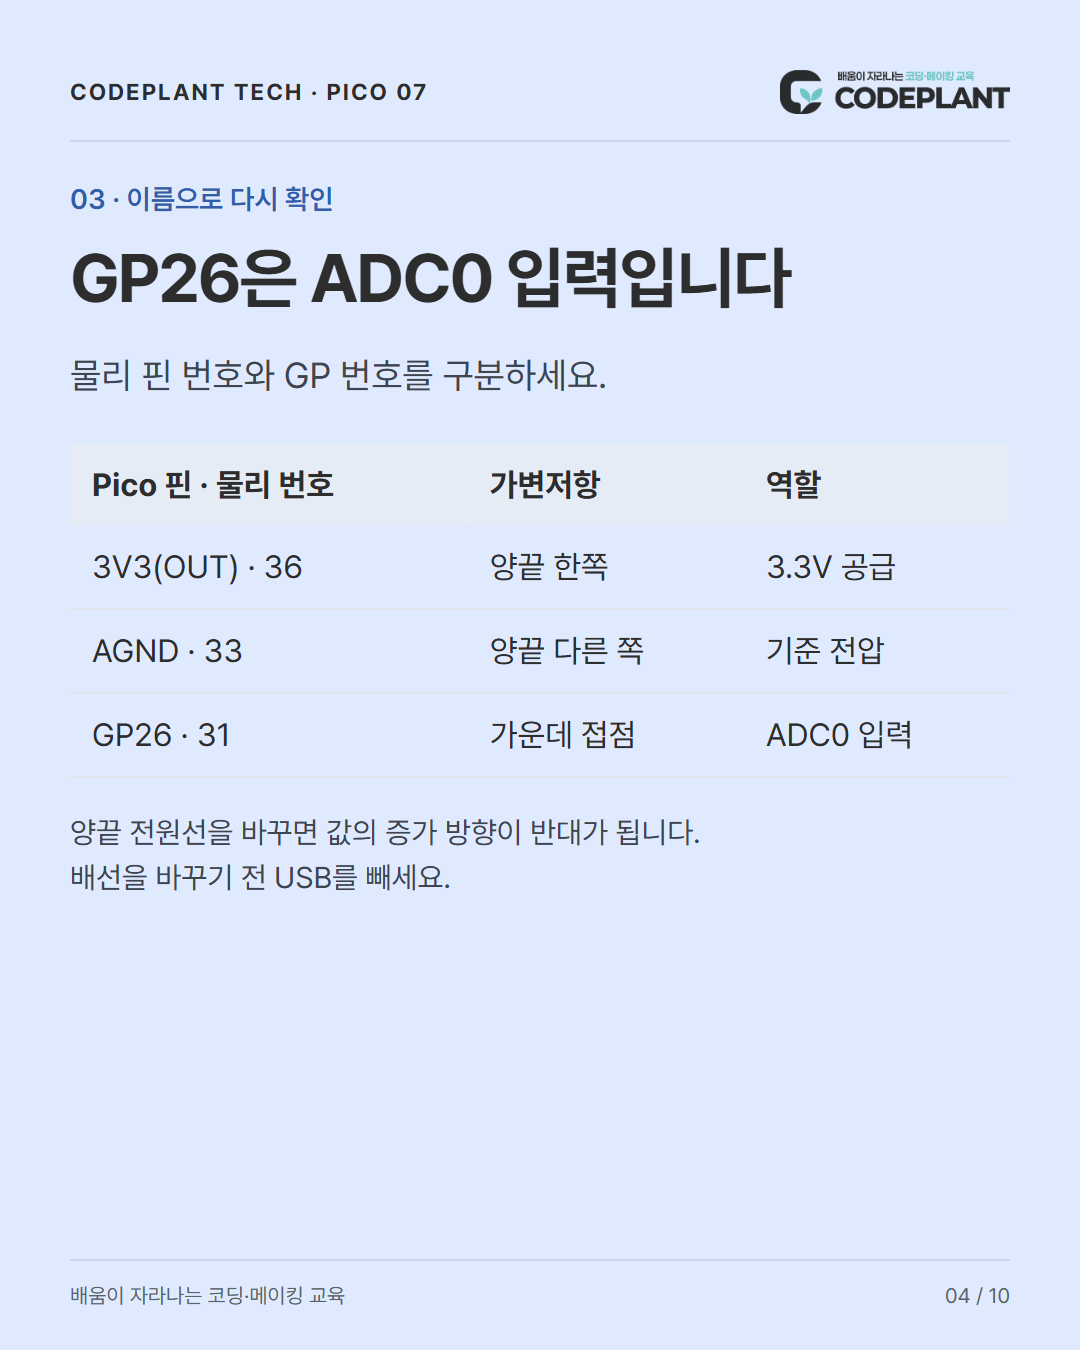 CODEPLANT TECH · PICO 07
배움이 자라나는 코딩·메이킹 교육
CODEPLANT
03 · 이름으로 다시 확인
GP26은 ADC0 입력입니다
물리 핀 번호와 GP 번호를 구분하세요.
Pico 핀 · 물리 번호 가변저항 역할
3V3(OUT) · 36 양끝 한쪽 3.3V 공급
AGND · 33 양끝 다른 쪽 기준 전압
GP26 · 31 가운데 접점 ADC0 입력
양끝 전원선을 바꾸면 값의 증가 방향이 반대가 됩니다.
배선을 바꾸기 전 USB를 빼세요.
배움이 자라나는 코딩·메이킹 교육 04 / 10